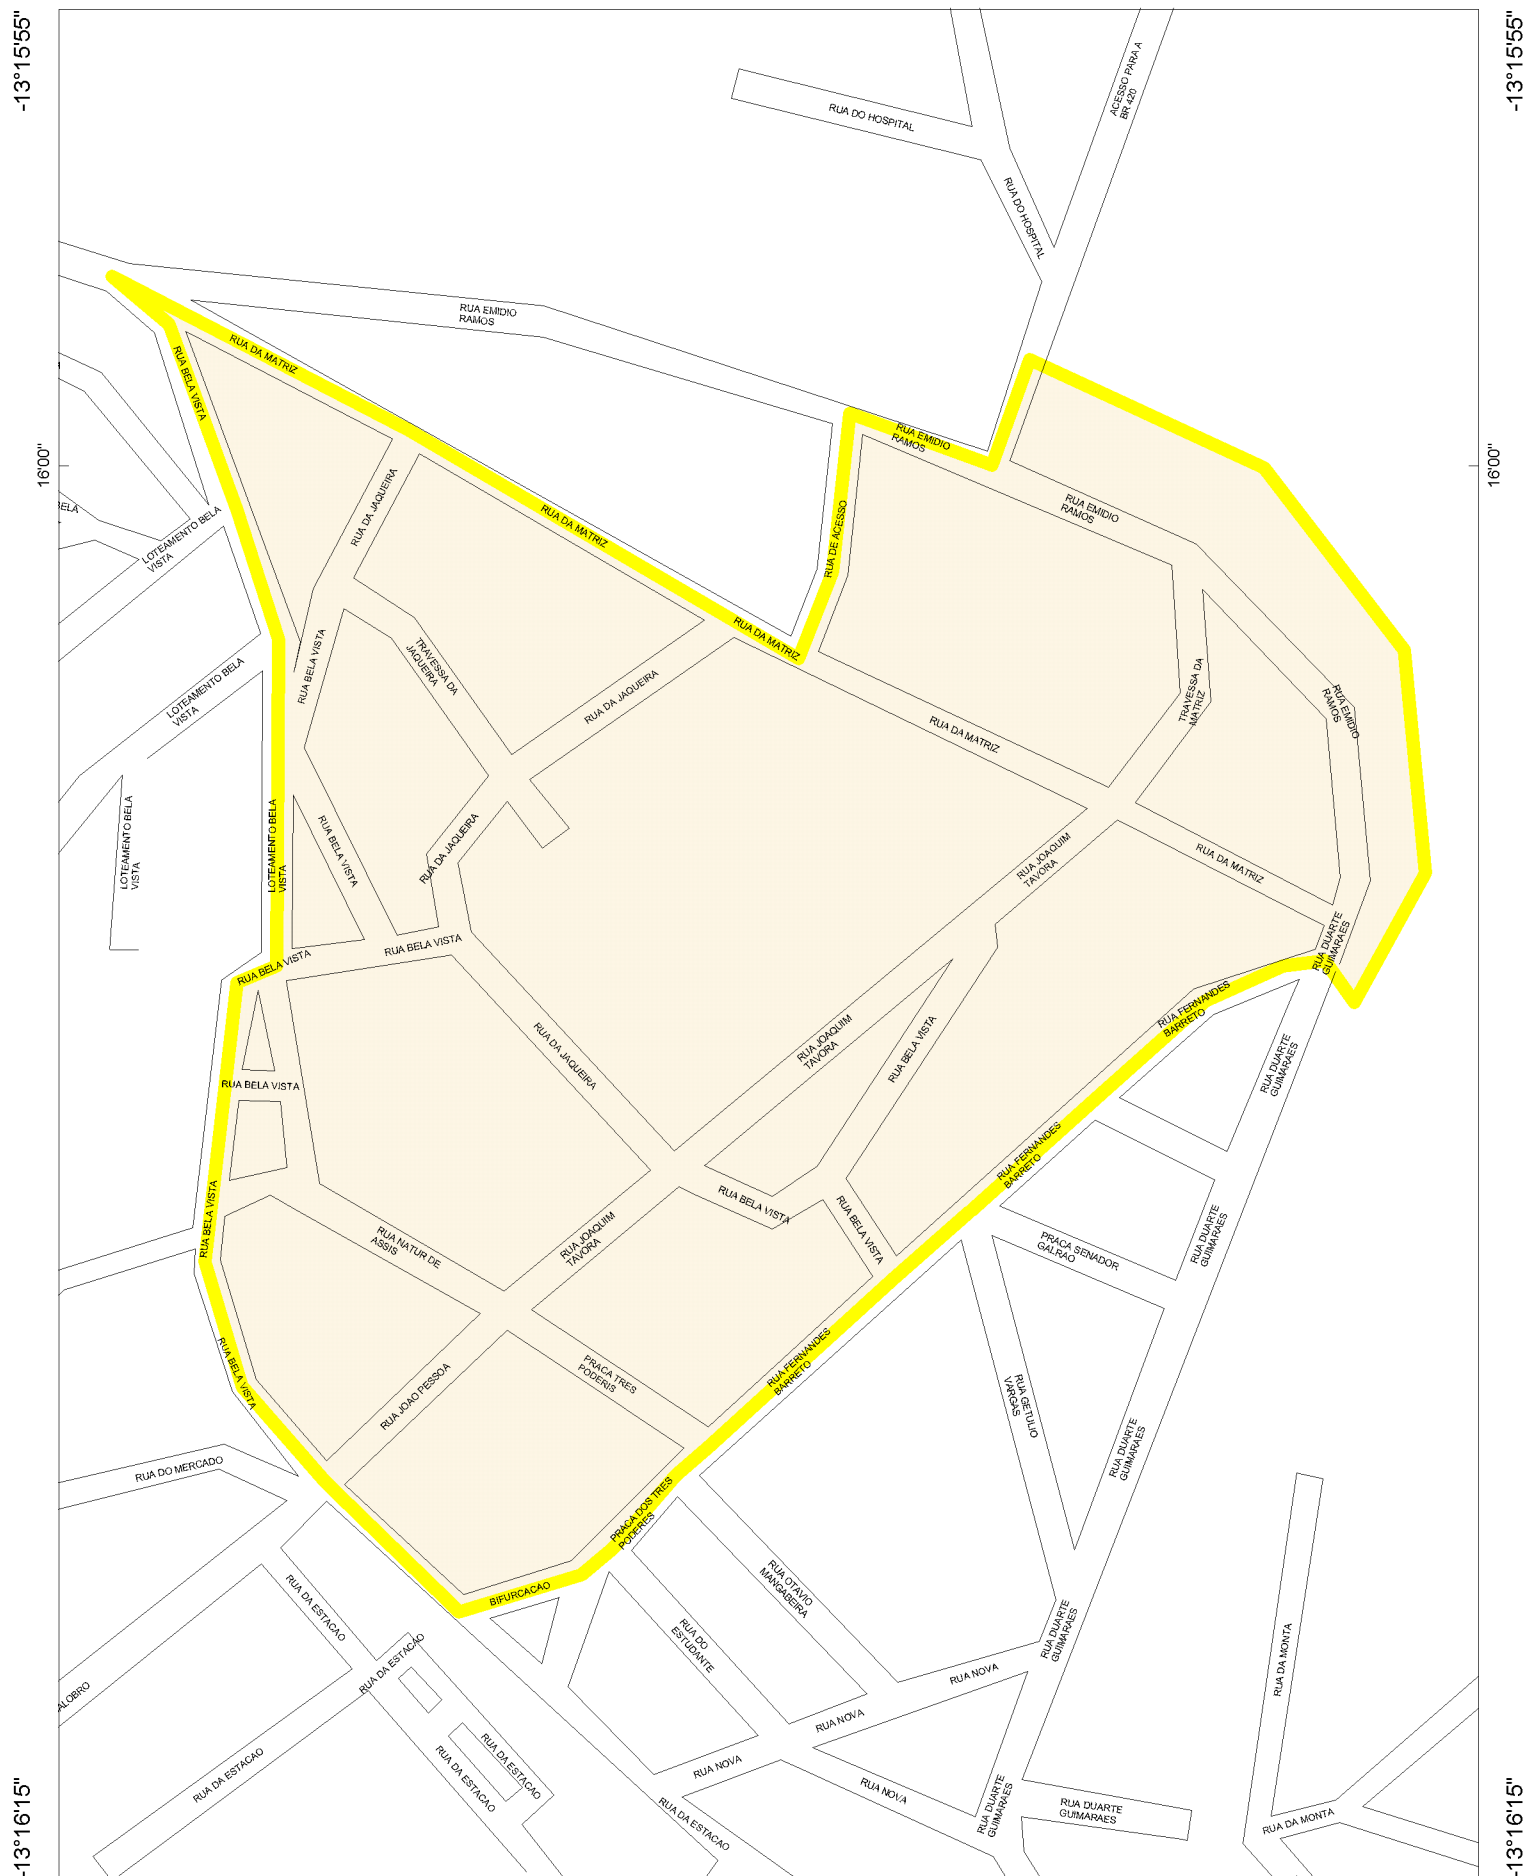 -13°15'55"
-13°15'55"
ACESSO PARA A
BR 420
RUA DO HOSPITAL
RUA DO HOSPITAL
RUA EMIDIO
RAMOS
RUA DA MATRIZ
RUA BELA VISTA
RUA EMIDIO
RAMOS
16'00"
16'00"
RUA DA JAQUEIRA
RUA EMIDIO
RAMOS
BELA
LOTEAMENTO BELA
VISTA
RUA DA MATRIZ
RUA DE ACESSO
RUA DA MATRIZ
RUA BELA VISTA
TRAVESSA DA
JAQUEIRA
LOTEAMENTO BELA
VISTA
RUA DA JAQUEIRA
TRAVESSA DA
MATRIZ
RUA EMIDIO
RAMOS
RUA DA MATRIZ
LOTEAMENTO BELA
VISTA
LOTEAMENTO BELA
VISTA
RUA BELA VISTA
RUA DA JAQUEIRA
RUA JOAQUIM
TAVORA
RUA DA MATRIZ
RUA BELA VISTA
RUA BELA VISTA
RUA DUARTE
GUIMARAES
RUA FERNANDES
BARRETO
RUA DA JAQUEIRA
RUA JOAQUIM
TAVORA
RUA BELA VISTA
RUA DUARTE
GUIMARAES
RUA BELA VISTA
RUA FERNANDES
BARRETO
RUA BELA VISTA
RUA NATUR DE
ASSIS
RUA JOAQUIM
TAVORA
RUA BELA VISTA
RUA BELA VISTA
PRACA SENADOR
GALRAO
RUA DUARTE
GUIMARAES
RUA BELA VISTA
RUA JOAO PESSOA
PRACA TRES
PODERIS
RUA FERNANDES
BARRETO
RUA GETULIO
VARGAS
RUA DUARTE
GUIMARAES
RUA DO MERCADO
PRACA DOS TRES
PODERES
BIFURCACAO
RUA OTAVIO
MANGABEIRA
RUA DA ESTACAO
RUA DO
ESTUDANTE
RUA DUARTE
GUIMARAES
RUA DA MONTA
RUA DA ESTACAO
RUA NOVA
ALOBRO
RUA NOVA
RUA DA ESTACAO
RUA DA ESTACAO
RUA DA ESTACAO
RUA NOVA
RUA NOVA
RUA DUARTE
GUIMARAES
RUA DUARTE
GUIMARAES
RUA DA MONTA
RUA DA ESTACAO
-13°16'15"
-13°16'15"